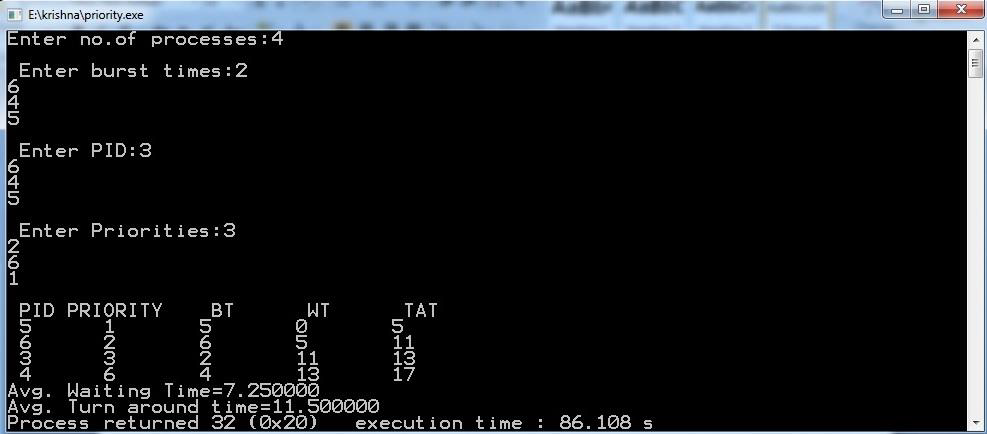 E:\krishna\priority.exe
Enter no.of processes:4
Enter burst times:2
6
4
5
Enter PID:3
6
4
5
Enter Priorities:3
2
6
1
PID PRIORITY BT WT TAT
5 1 5 0 5
6 2 6 5 11
3 3 2 11 13
4 6 4 13 17
Avg. Waiting Time=7.250000
Avg. Turn around time=11.500000
Process returned 32 (0x20) execution time : 86.108 s